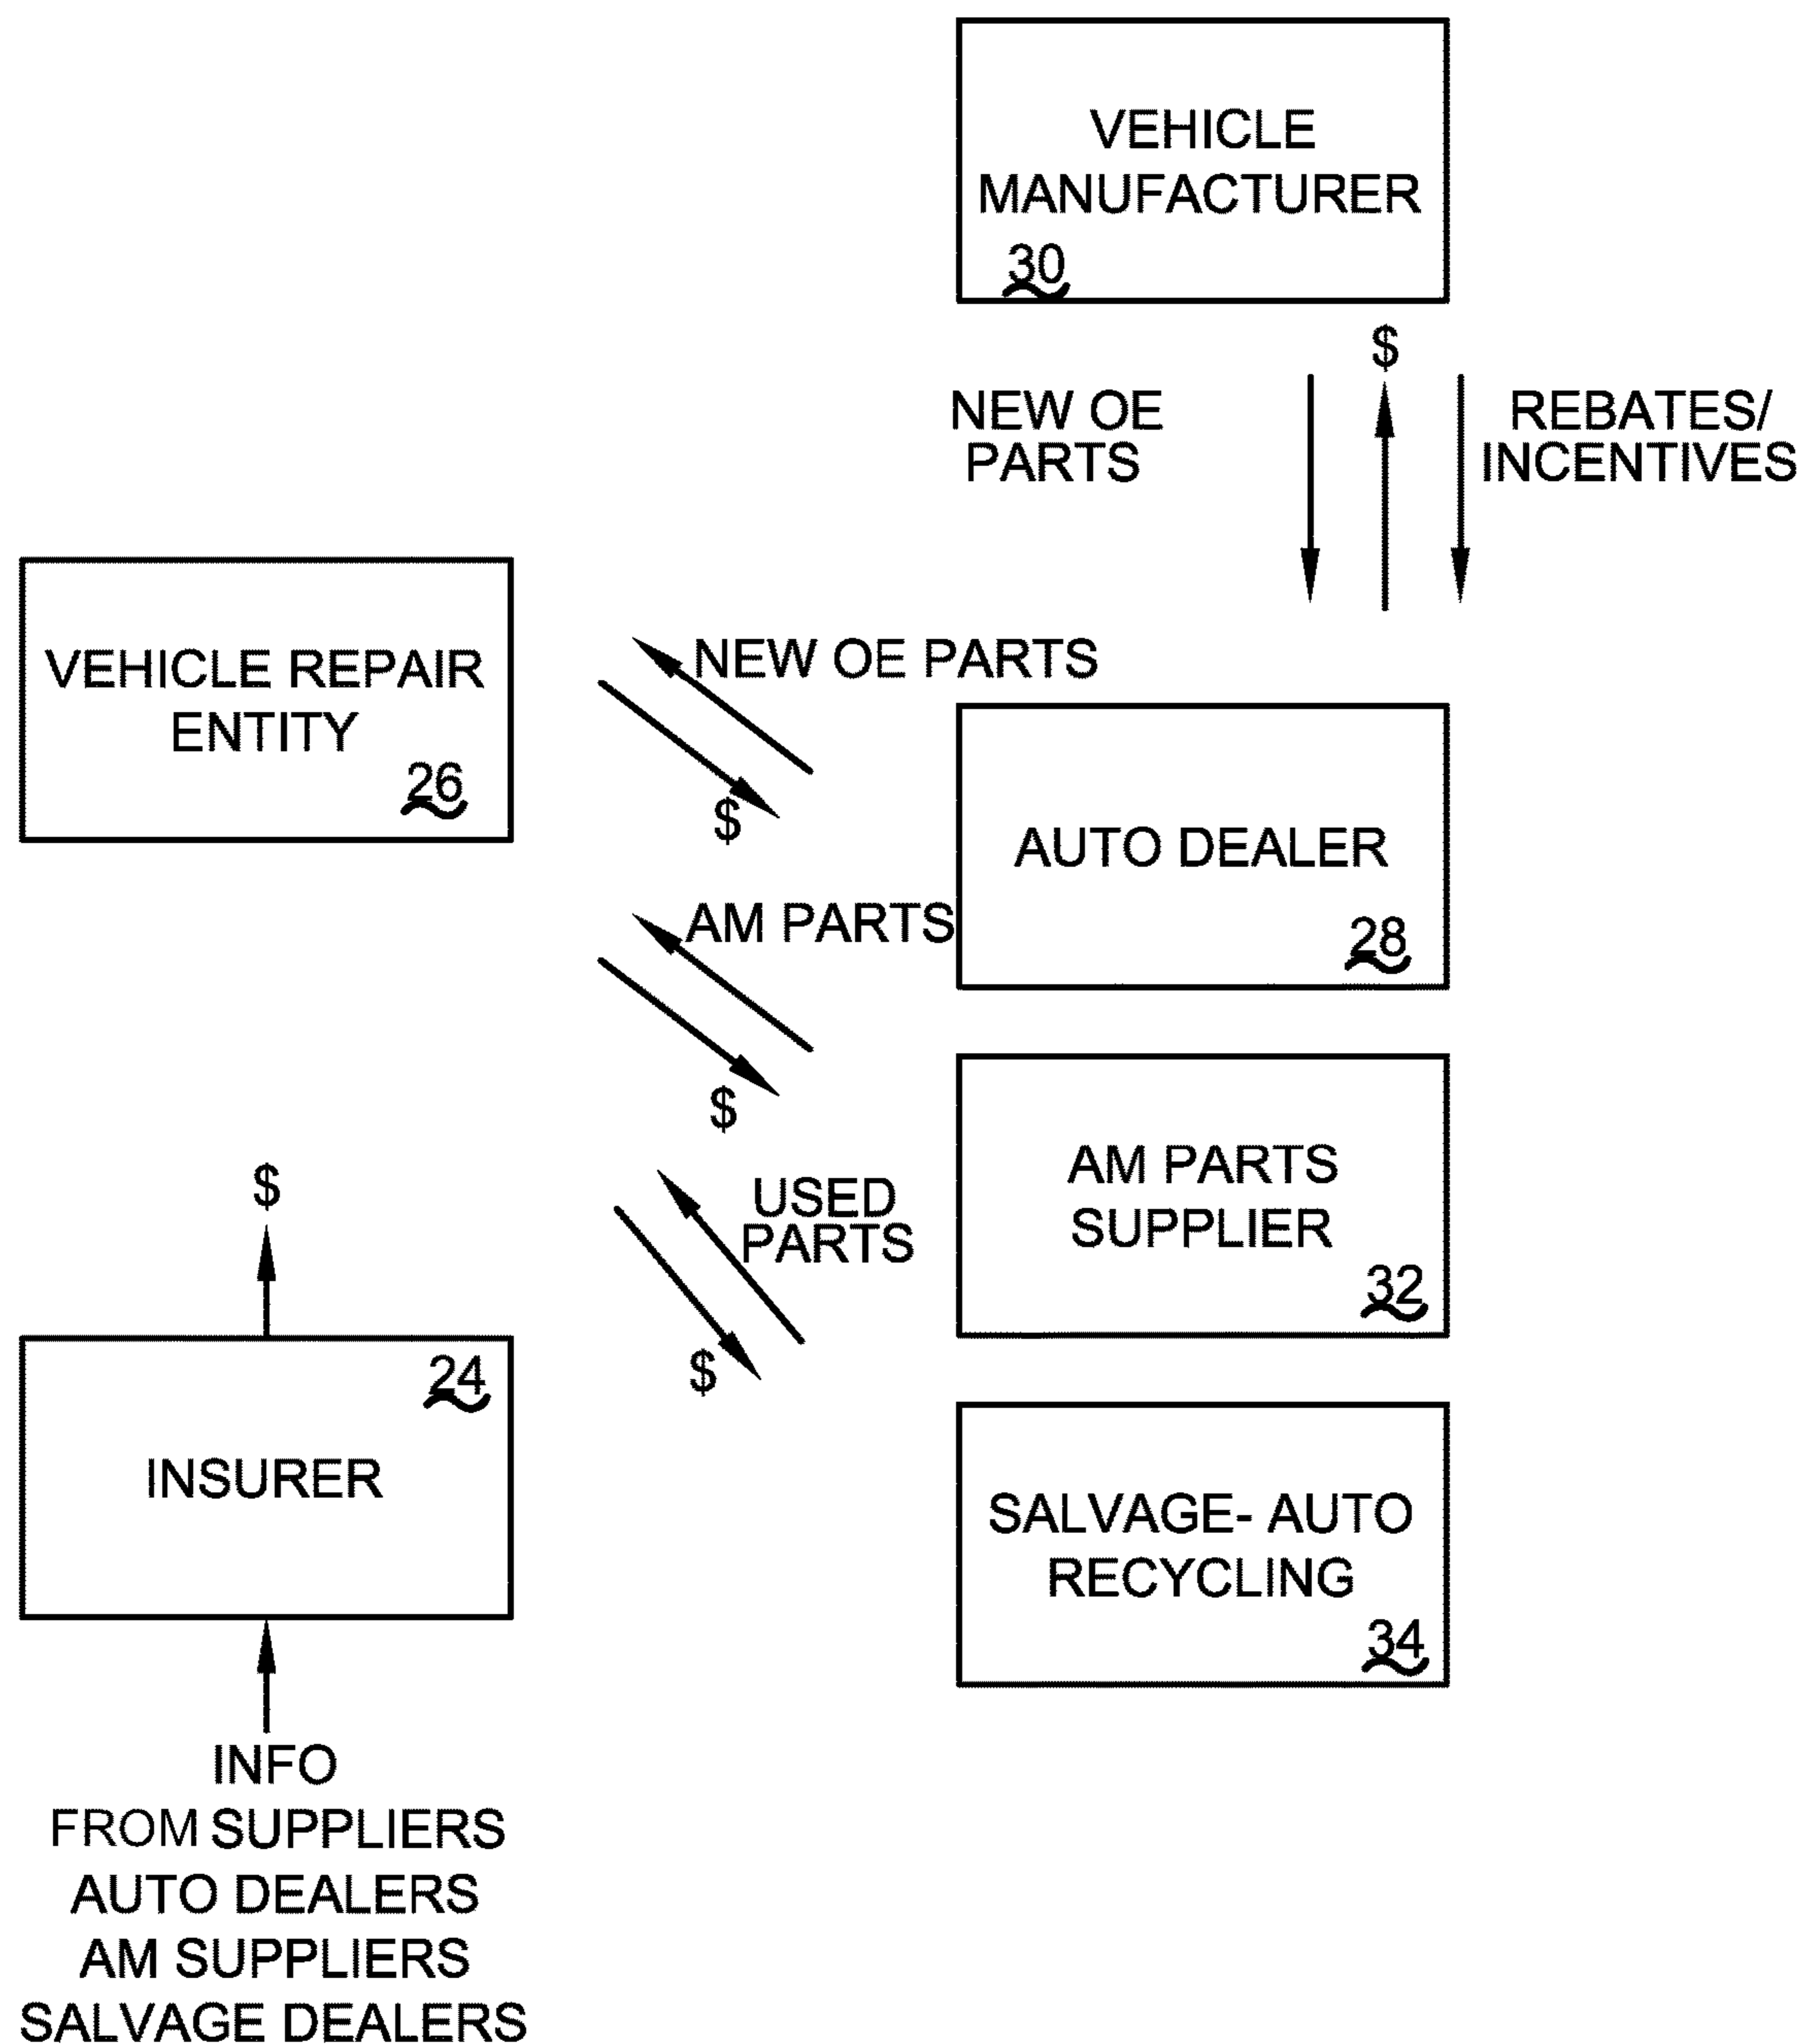 VEHICLE
MANUFACTURER
30
$
NEW OE
PARTS
REBATES/
INCENTIVES
VEHICLE REPAIR
ENTITY
26
NEW OE PARTS
$
AUTO DEALER
28
AM PARTS
$
AM PARTS
SUPPLIER
32
USED
PARTS
$
$
24
INSURER
SALVAGE- AUTO
RECYCLING
34
INFO
FROM SUPPLIERS
AUTO DEALERS
AM SUPPLIERS
SALVAGE DEALERS